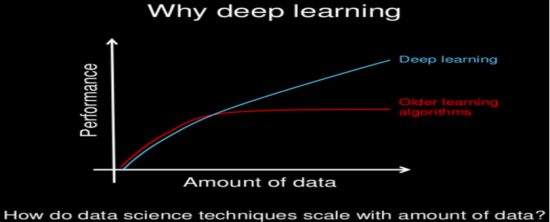 Why deep learning
Performance
Deep learning
Older learning
algorithms
Amount of data
How do data science techniques scale with amount of data?